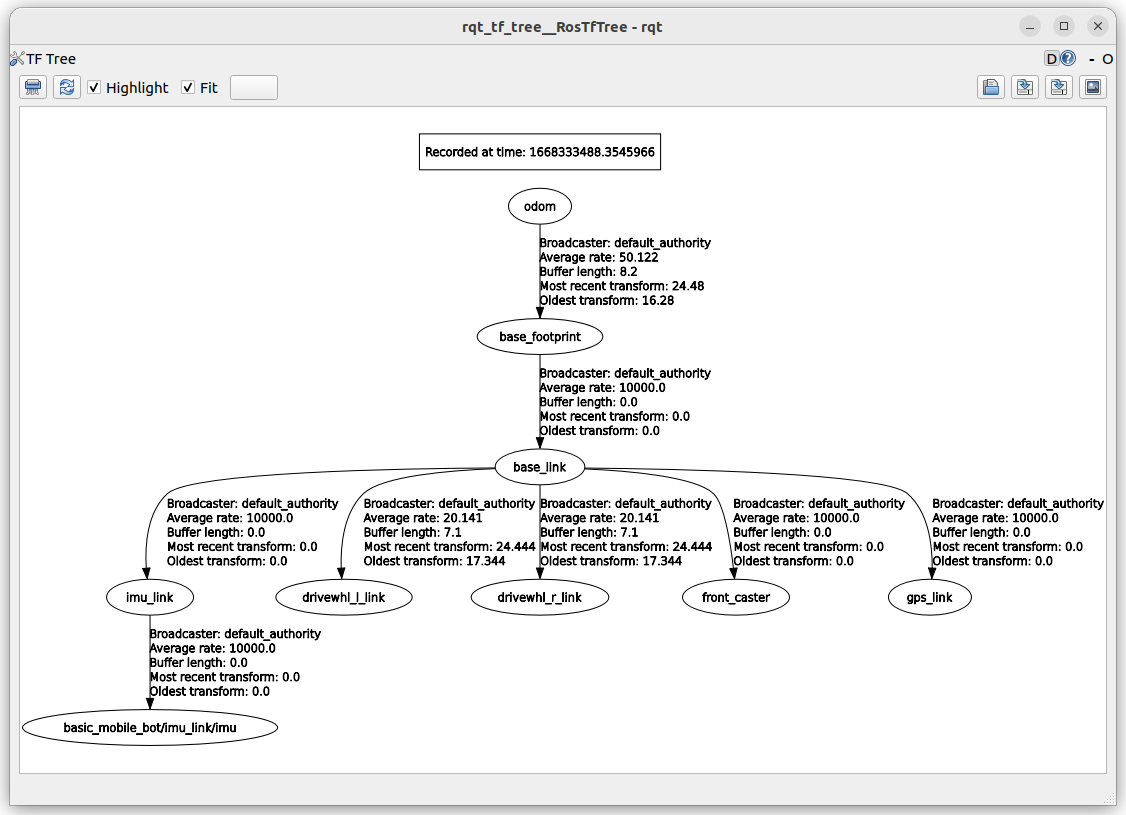 rqt_tf_tree__RosTfTree - rqt
TF Tree
D
- O
Highlight
Fit
Recorded at time: 1668333488.3545966
odom
Broadcaster: default_authority
Average rate: 50.122
Buffer length: 8.2
Most recent transform: 24.48
Oldest transform: 16.28
base_footprint
Broadcaster: default_authority
Average rate: 10000.0
Buffer length: 0.0
Most recent transform: 0.0
Oldest transform: 0.0
base_link
Broadcaster: default_authority
Average rate: 10000.0
Buffer length: 0.0
Most recent transform: 0.0
Oldest transform: 0.0
Broadcaster: default_authority
Average rate: 20.141
Buffer length: 7.1
Most recent transform: 24.444
Oldest transform: 17.344
Broadcaster: default_authority
Average rate: 20.141
Buffer length: 7.1
Most recent transform: 24.444
Oldest transform: 17.344
Broadcaster: default_authority
Average rate: 10000.0
Buffer length: 0.0
Most recent transform: 0.0
Oldest transform: 0.0
Broadcaster: default_authority
Average rate: 10000.0
Buffer length: 0.0
Most recent transform: 0.0
Oldest transform: 0.0
imu_link
drivewhl_l_link
drivewhl_r_link
front_caster
gps_link
Broadcaster: default_authority
Average rate: 10000.0
Buffer length: 0.0
Most recent transform: 0.0
Oldest transform: 0.0
basic_mobile_bot/imu_link/imu